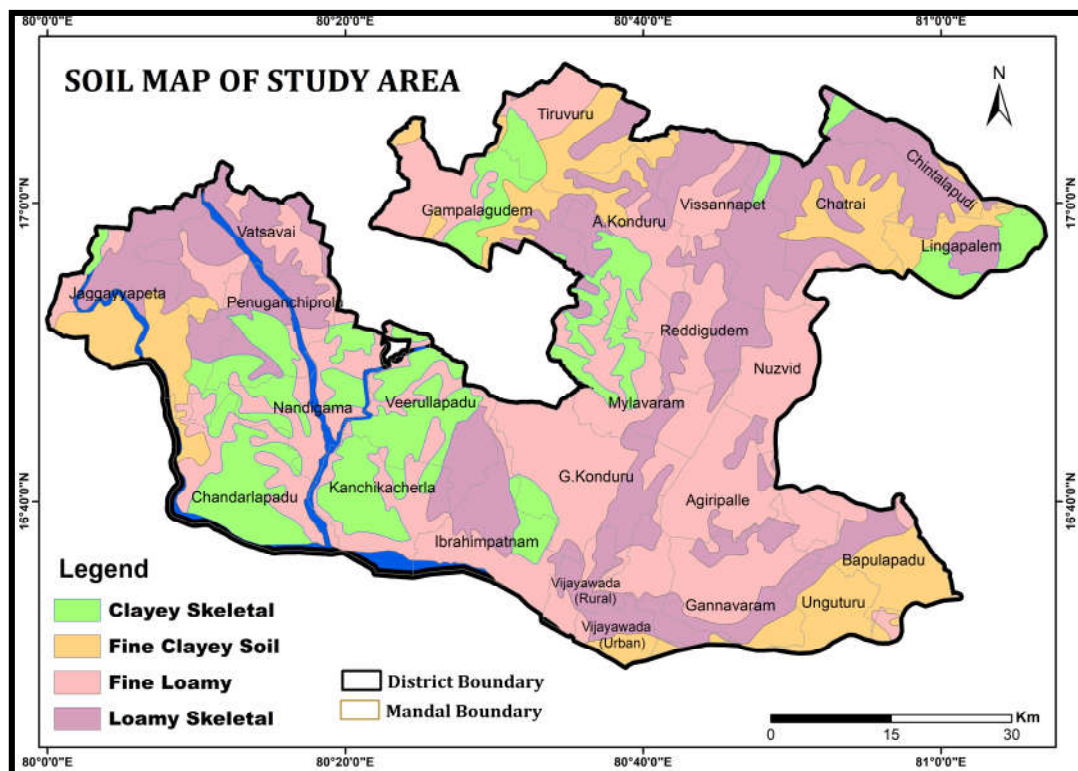 80°0'0"E 80°20'0"E 80°40'0"E 81°0'0"E
SOIL MAP OF STUDY AREA
N
Tiruvuru
Chintalapudi
17°0'0"N
17°0'0"N
Gampalagudem
A.Konduru
Vissannapet
Chatrai
Vatsavai
Lingapalem
Jaggayyapeta
Penuganchiprolu
Reddigudem
Nuzvid
Nandigama
Veerullapadu
Mylavaram
G.Konduru
Chandarlapadu
Kanchikacherla
Agiripalle
16°40'0"N
16°40'0"N
Ibrahimpatnam
Bapulapadu
Vijayawada
(Rural)
Gannavaram
Unguturu
Vijayawada
(Urban)
Legend
Clayey Skeletal
Fine Clayey Soil
Fine Loamy
Loamy Skeletal
District Boundary
Mandal Boundary
Km
0 15 30
80°0'0"E 80°20'0"E 80°40'0"E 81°0'0"E